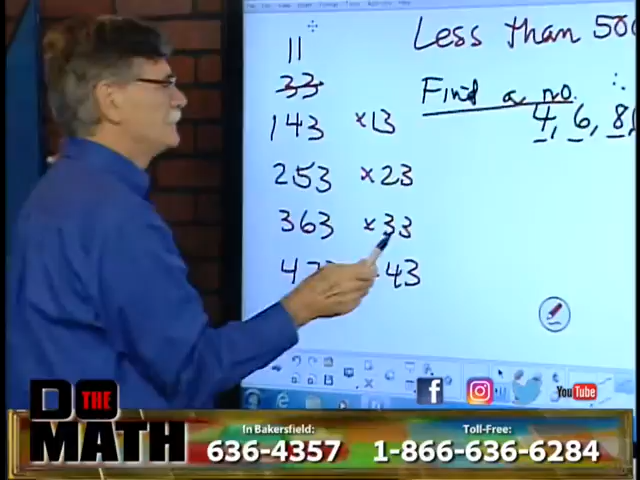 Less than 500
11
33
Find a no. ∴
143 ×13 4, 6, 8,
253 ×23
363 ×33
43
DO THE MATH
In Bakersfield: 636-4357
Toll-Free: 1-866-636-6284
YouTube